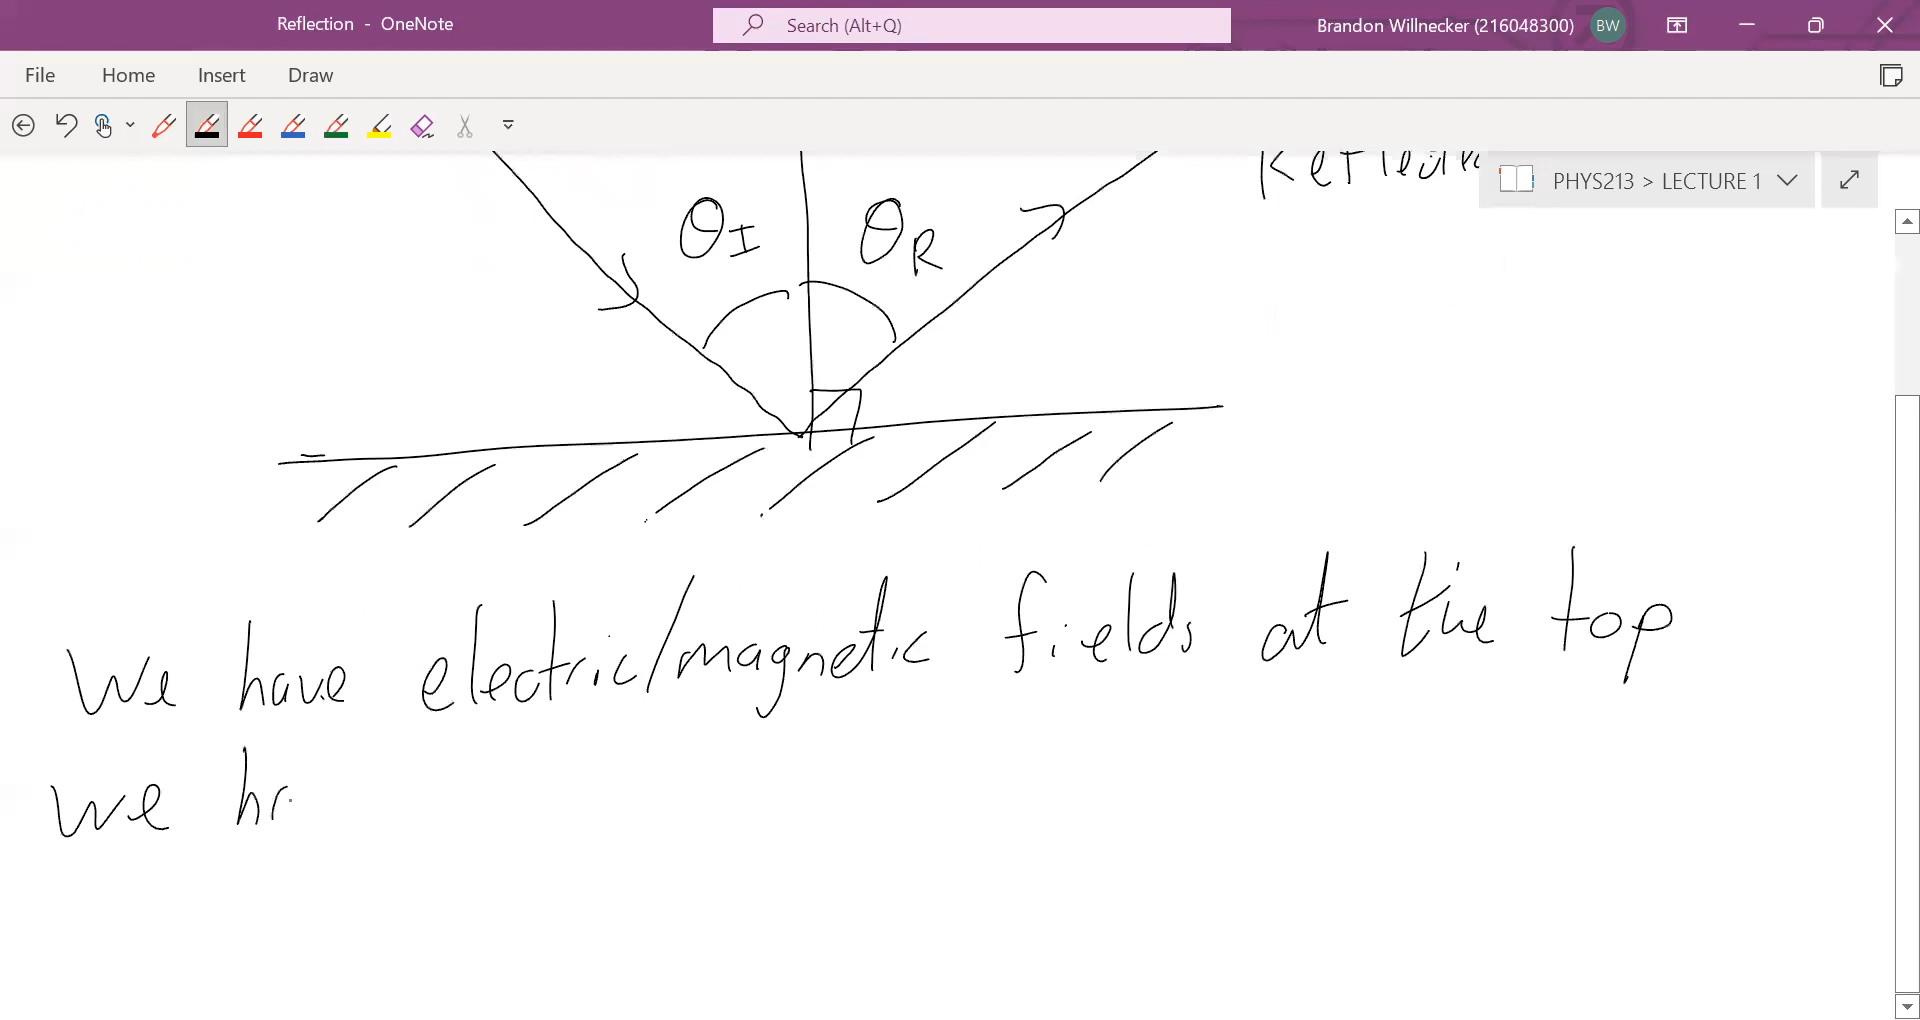 Reflection - OneNote
Search (Alt+Q)
Brandon Willnecker (216048300)
BW
File Home Insert Draw
PHYS213 > LECTURE 1
θI θR
We have electric/magnetic fields at the top
we